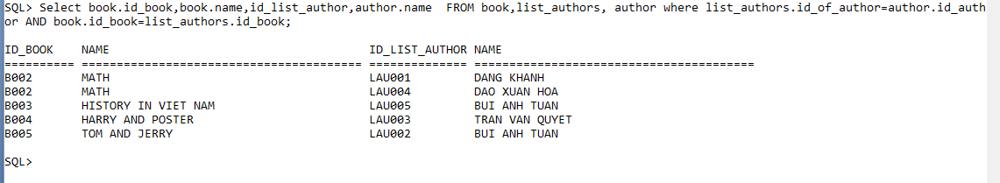 SQL> Select book.id_book,book.name,id_list_author,author.name  FROM book,list_authors, author where list_authors.id_of_author=author.id_auth
or AND book.id_book=list_authors.id_book;
ID_BOOK    NAME                                     ID_LIST_AUTHOR NAME
========== ======================================== ============== ========================================
B002       MATH                                     LAU001         DANG KHANH
B002       MATH                                     LAU004         DAO XUAN HOA
B003       HISTORY IN VIET NAM                      LAU005         BUI ANH TUAN
B004       HARRY AND POSTER                         LAU003         TRAN VAN QUYET
B005       TOM AND JERRY                            LAU002         BUI ANH TUAN
SQL>